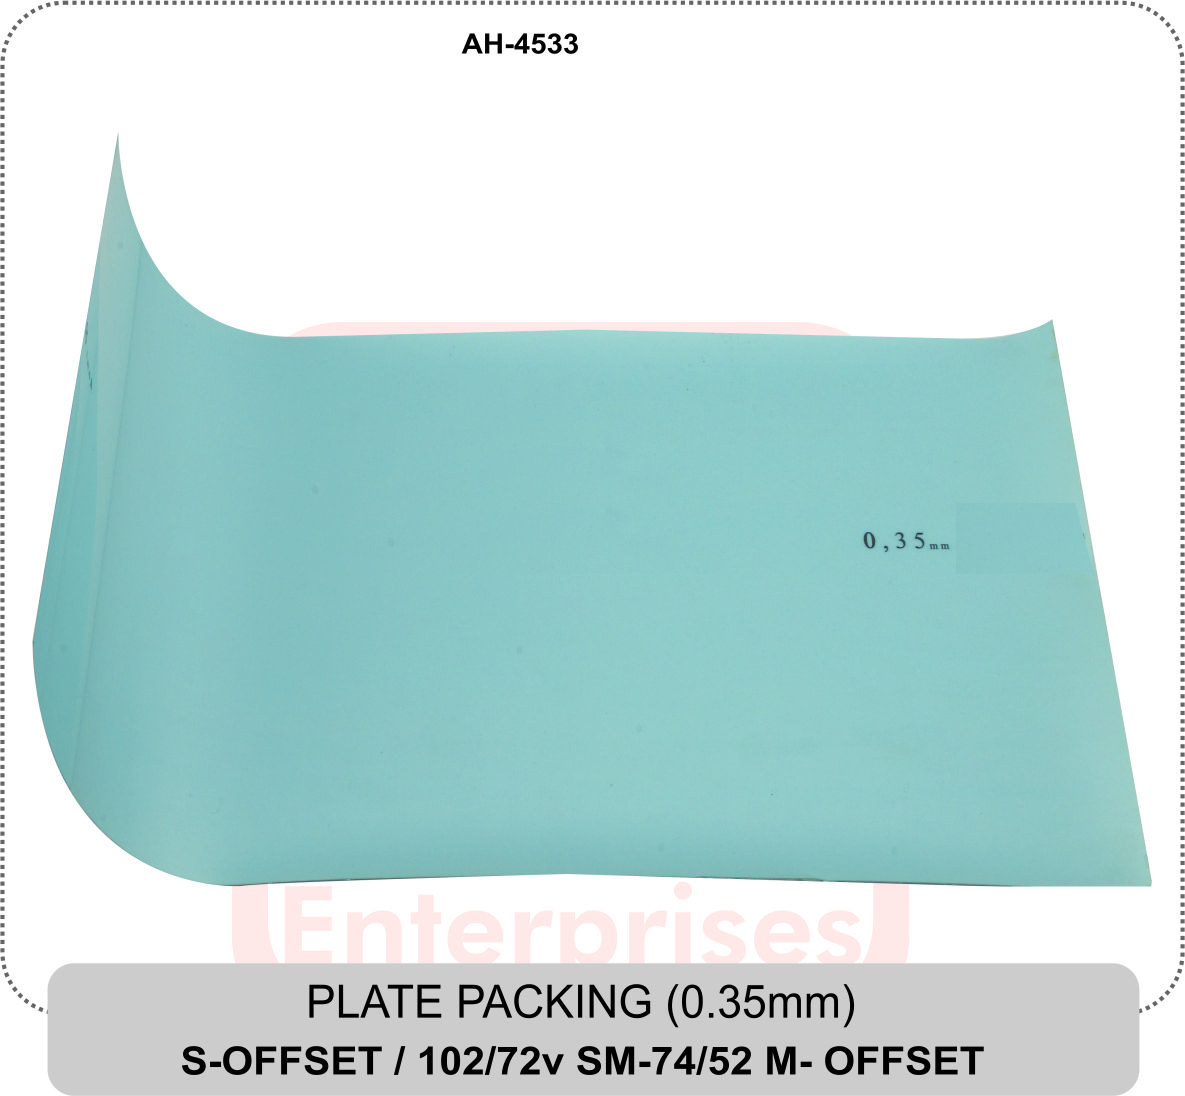 AH-4533
0,35mm
Enterprises
PLATE PACKING (0.35mm)
S-OFFSET / 102/72v SM-74/52 M- OFFSET